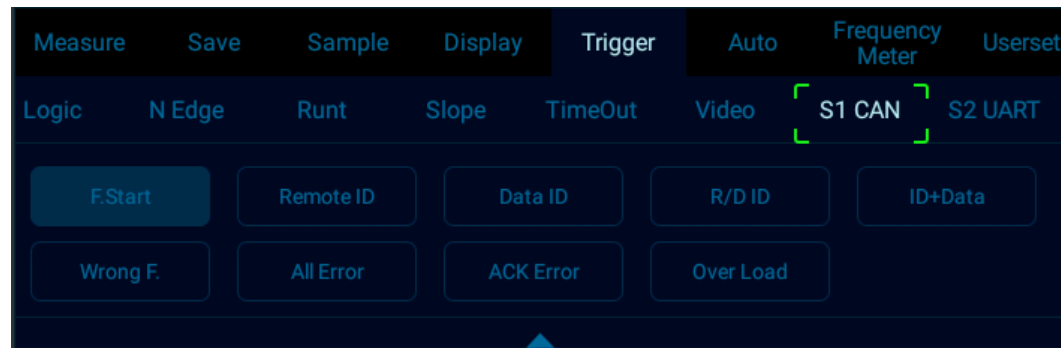 Measure Save Sample Display Trigger Auto Frequency Meter Userset
Logic N Edge Runt Slope TimeOut Video S1 CAN S2 UART
F.Start Remote ID Data ID R/D ID ID+Data
Wrong F. All Error ACK Error Over Load